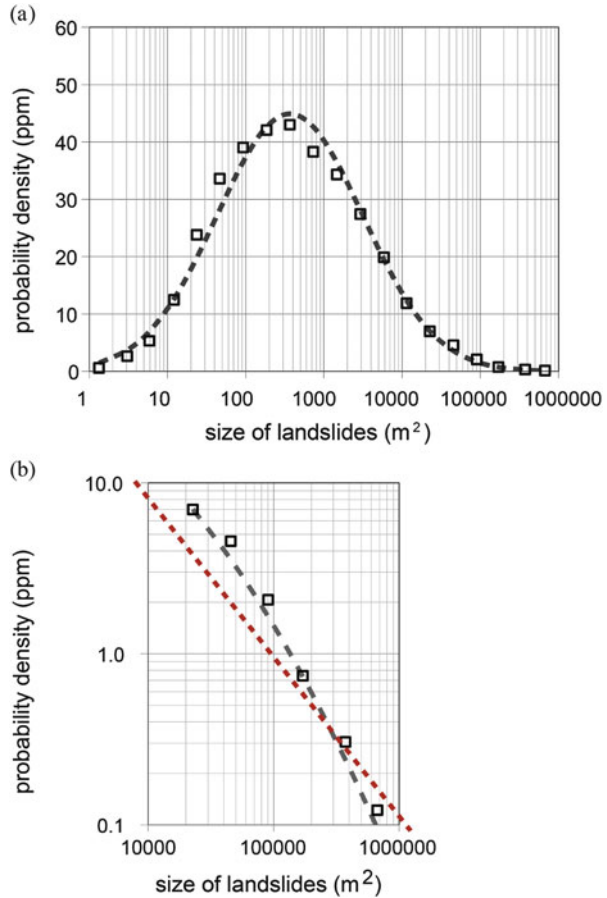 (a)
60
50
40
30
20
10
0
probability density (ppm)
1 10 100 1000 10000 100000 1000000
size of landslides (m²)
(b)
10.0
1.0
0.1
probability density (ppm)
10000 100000 1000000
size of landslides (m²)